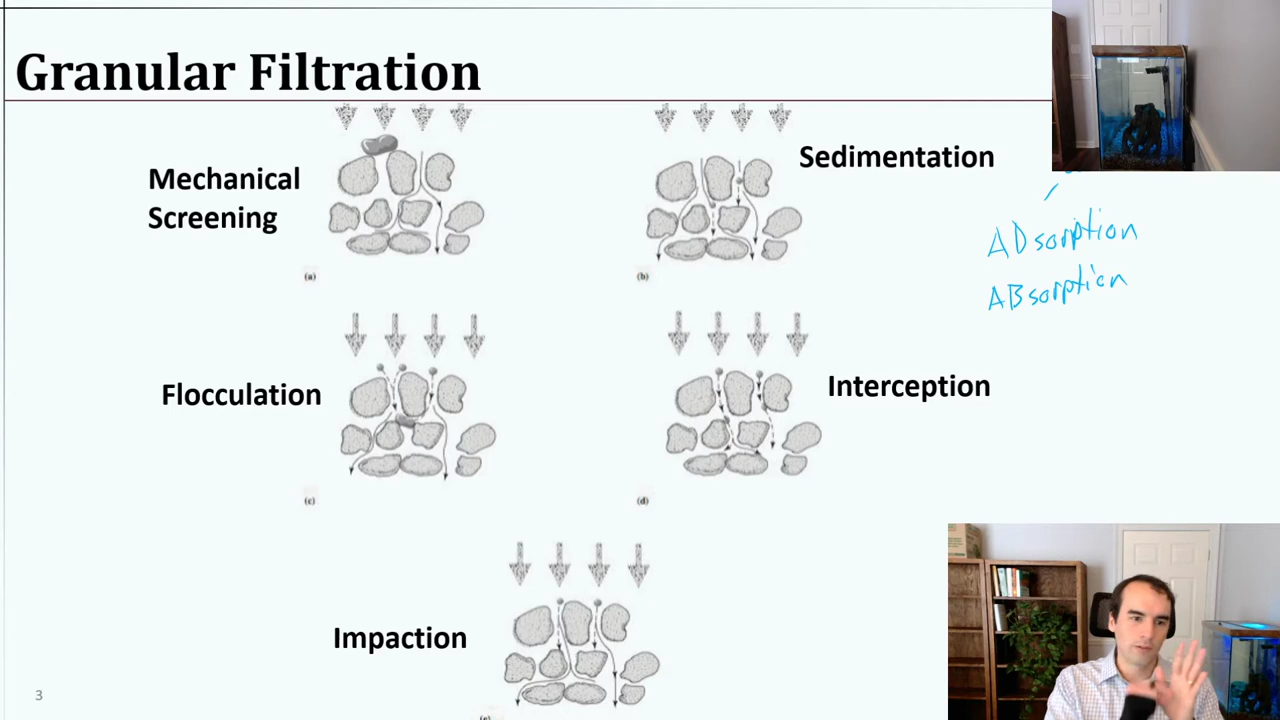 Granular Filtration
Mechanical
Screening
(a)
Sedimentation
(b)
ADsorption
ABsorption
Flocculation
(c)
Interception
(d)
Impaction
(e)
3